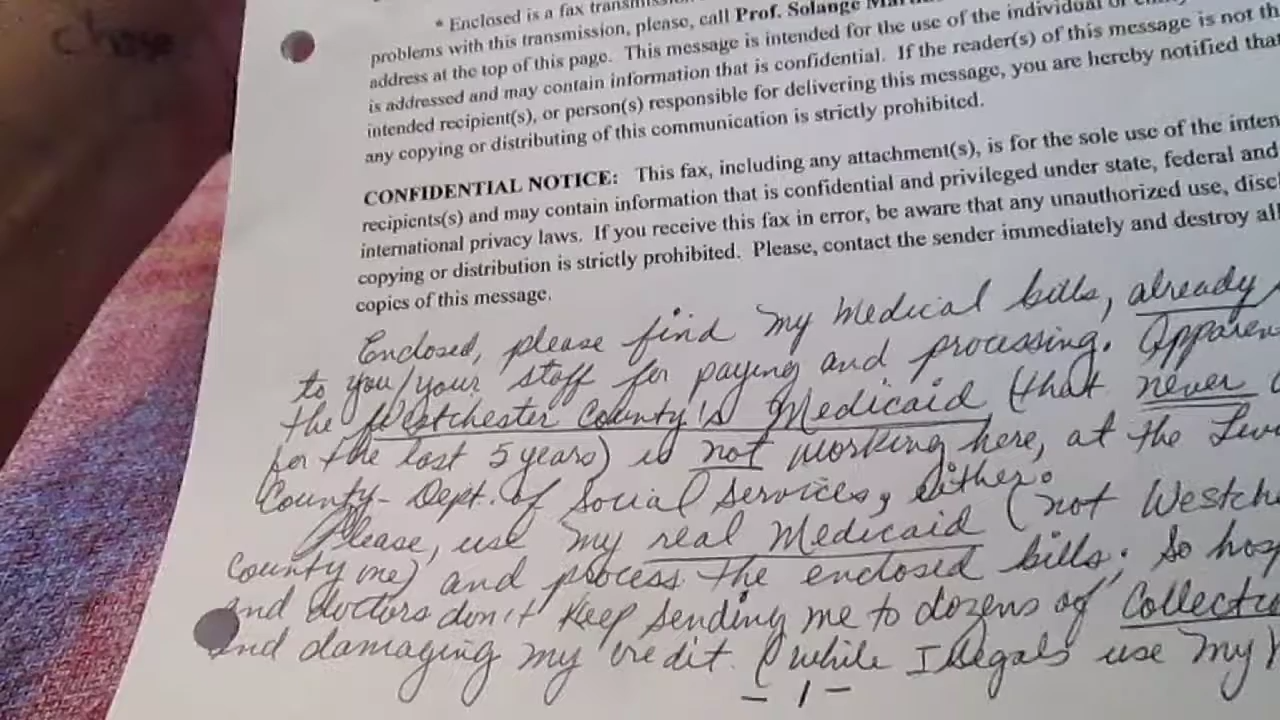 chose
* Enclosed is a fax
problems with this transmission, please, call Prof. Solange
address at the top of this page. This message is intended for the use of the individual or
is addressed and may contain information that is confidential. If the reader(s) of this message is not th
intended recipient(s), or person(s) responsible for delivering this message, you are hereby notified that
any copying or distributing of this communication is strictly prohibited.
CONFIDENTIAL NOTICE: This fax, including any attachment(s), is for the sole use of the inten
recipients(s) and may contain information that is confidential and privileged under state, federal and
international privacy laws. If you receive this fax in error, be aware that any unauthorized use, discl
copying or distribution is strictly prohibited. Please, contact the sender immediately and destroy all
copies of this message.
Enclosed, please find my medical bills, already
to you/your staff for paying and processing. Apparen
the Westchester County's Medicaid (that never
for the last 5 years) is not working here, at the
County- Dept. of Social Services, either.
Please, use my real Medicaid (not Westch
County one) and process the enclosed bills; so hosp
and doctors don't keep sending me to dozens of Collectio
and damaging my credit. (while Illegals use my
- 1 -